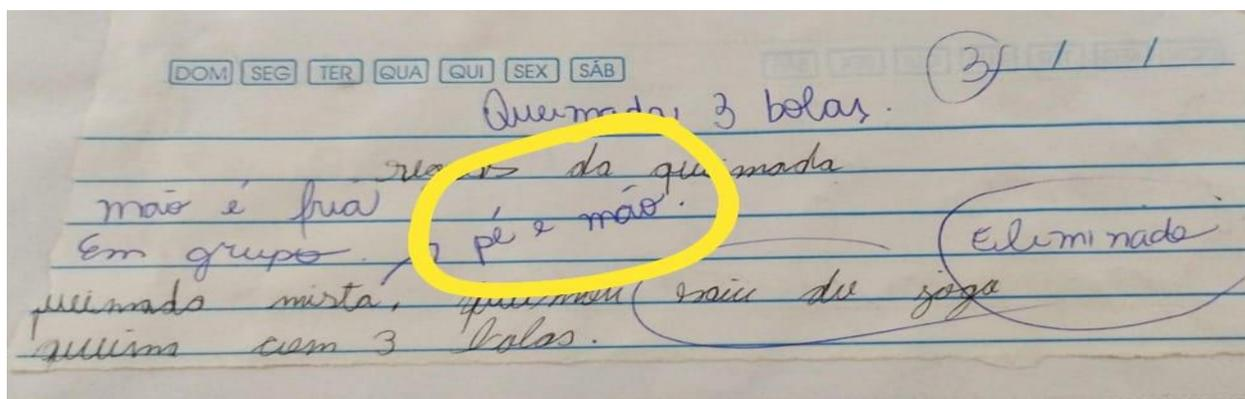 DOM SEG TER QUA QUI SEX SÁB
3 / /
Queimada, 3 bolas.
regras da queimada
mão é fria pé e mão.
Em grupo. Eliminado
queimada mista, queimou saiu do jogo
queima com 3 bolas.